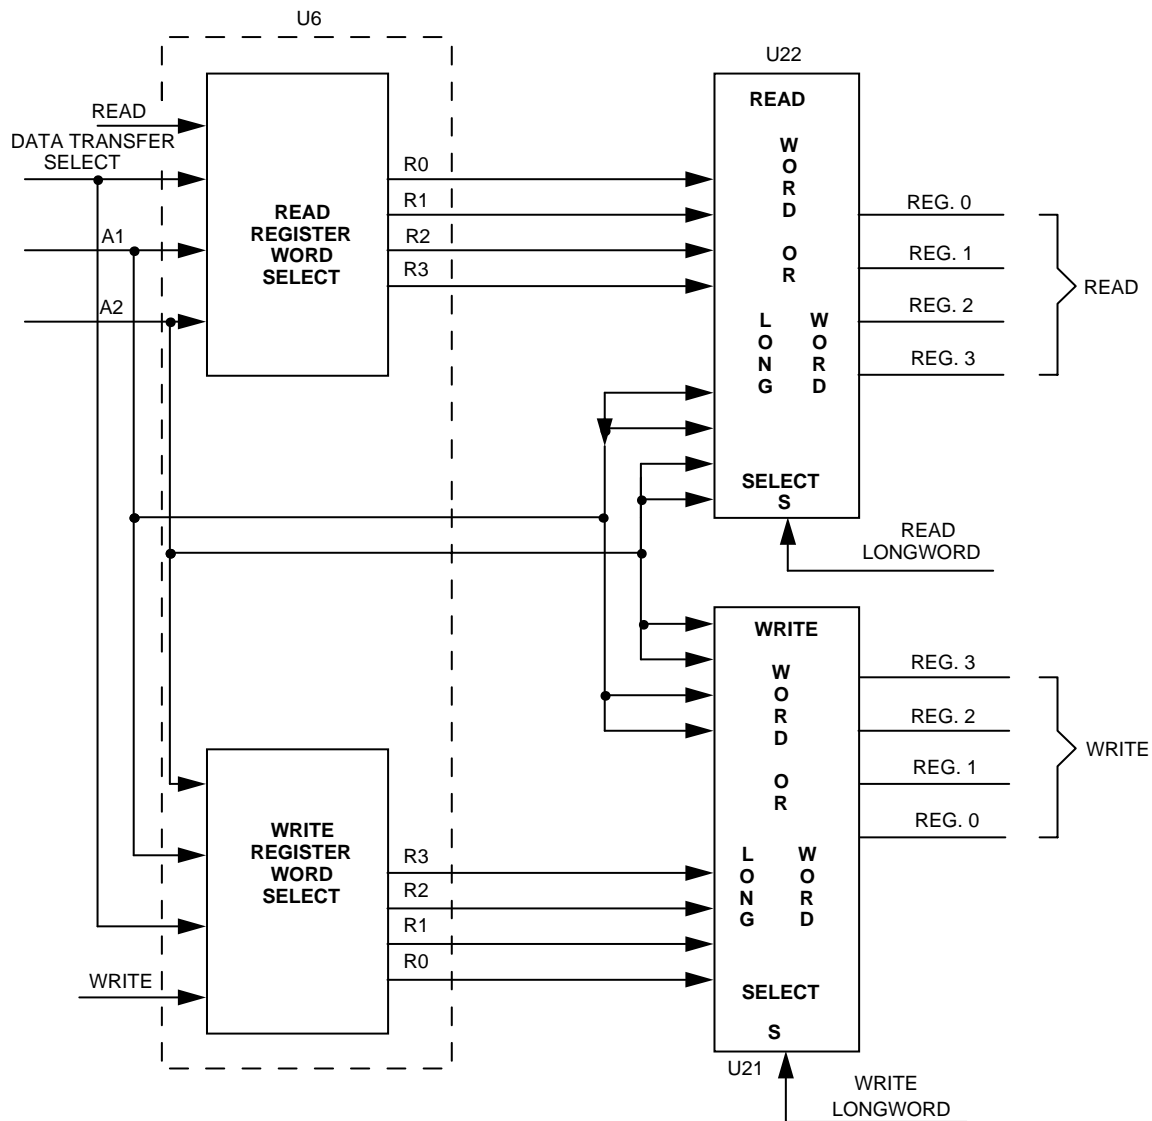 U6
U22
READ
DATA TRANSFER
SELECT
A1
A2
READ
REGISTER
WORD
SELECT
R0
R1
R2
R3
READ
W
O
R
D
O
R
L
O
N
G
W
O
R
D
SELECT
S
REG. 0
REG. 1
REG. 2
REG. 3
READ
READ
LONGWORD
WRITE
WRITE
REGISTER
WORD
SELECT
R3
R2
R1
R0
WRITE
W
O
R
D
O
R
L
O
N
G
W
O
R
D
SELECT
S
U21
REG. 3
REG. 2
REG. 1
REG. 0
WRITE
WRITE
LONGWORD